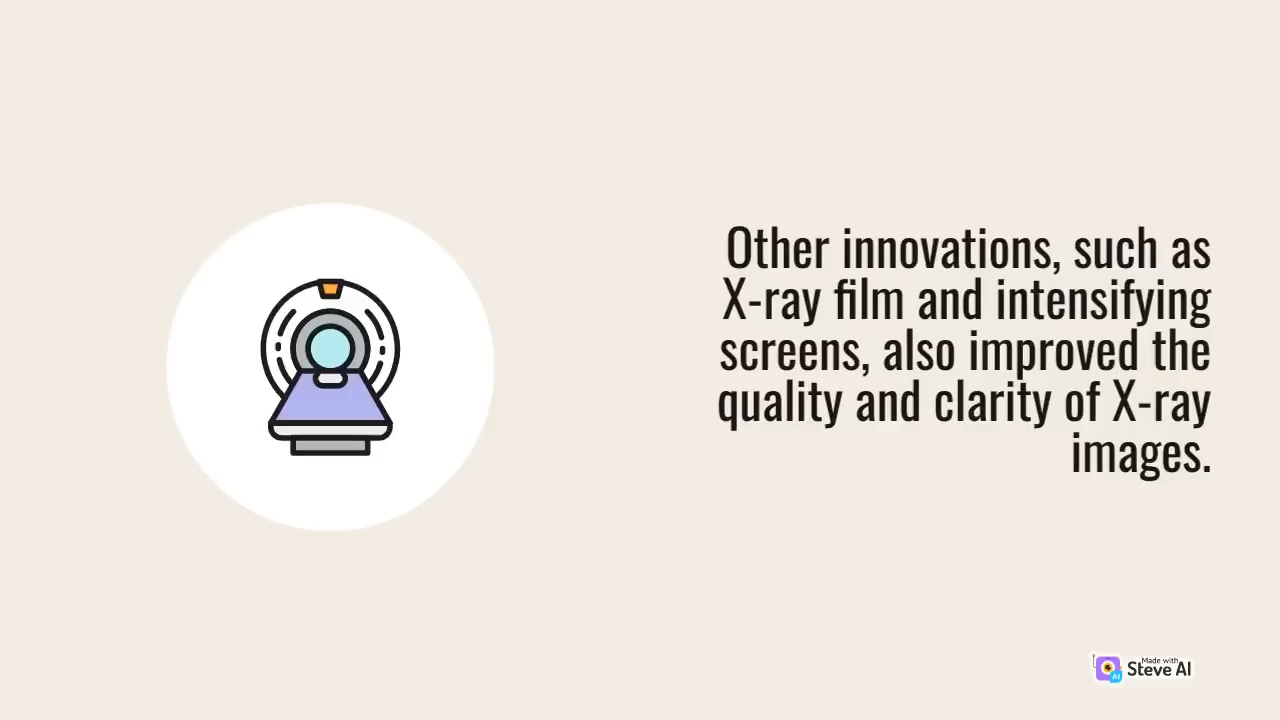 Other innovations, such as
X-ray film and intensifying
screens, also improved the
quality and clarity of X-ray
images.
Made with
Steve AI
AI